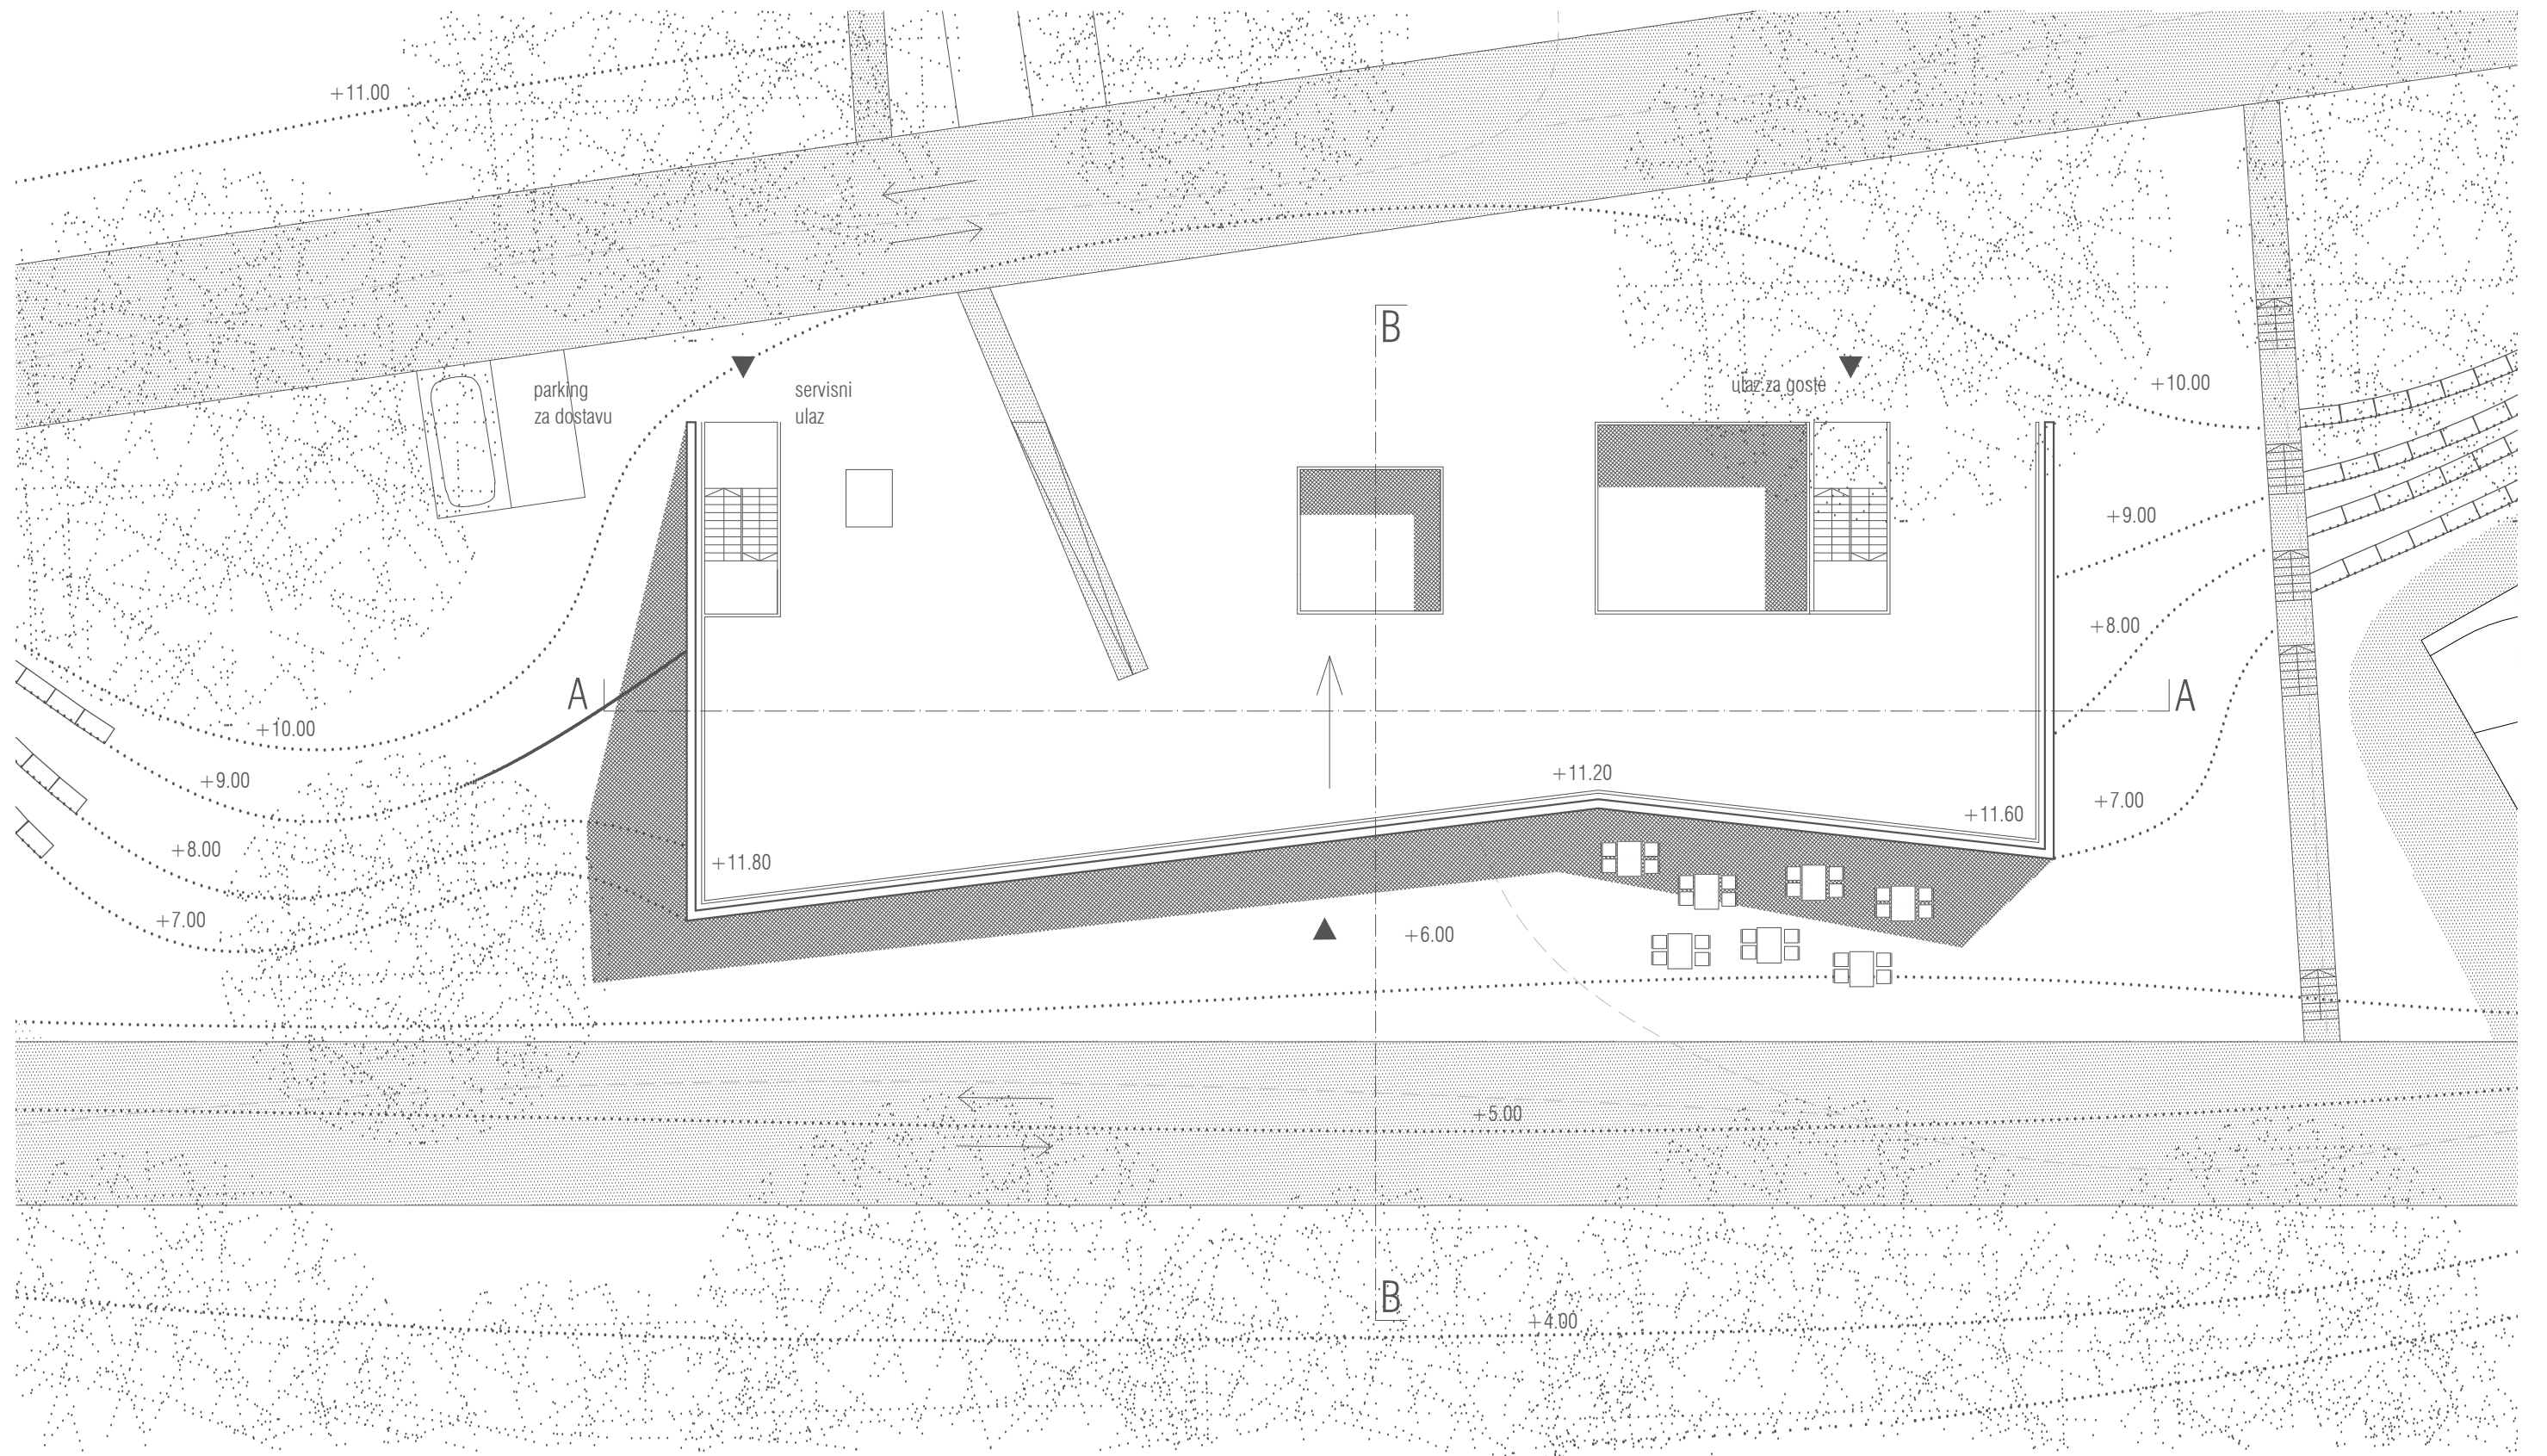 +11.00
B
parking
za dostavu
servisni
ulaz
ulaz za goste
+10.00
+9.00
+8.00
A
A
+10.00
+9.00
+11.20
+7.00
+11.60
+8.00
+11.80
+7.00
+6.00
+5.00
B
+4.00